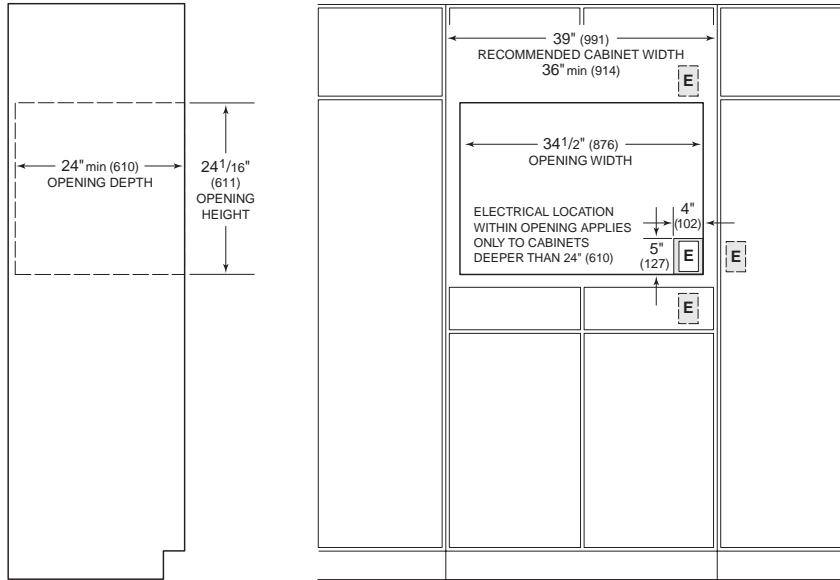 24" min (610)
OPENING DEPTH
24 1/16"
(611)
OPENING
HEIGHT
39" (991)
RECOMMENDED CABINET WIDTH
36" min (914)
E
34 1/2" (876)
OPENING WIDTH
ELECTRICAL LOCATION
WITHIN OPENING APPLIES
ONLY TO CABINETS
DEEPER THAN 24" (610)
4"
(102)
5"
(127)
E
E
E